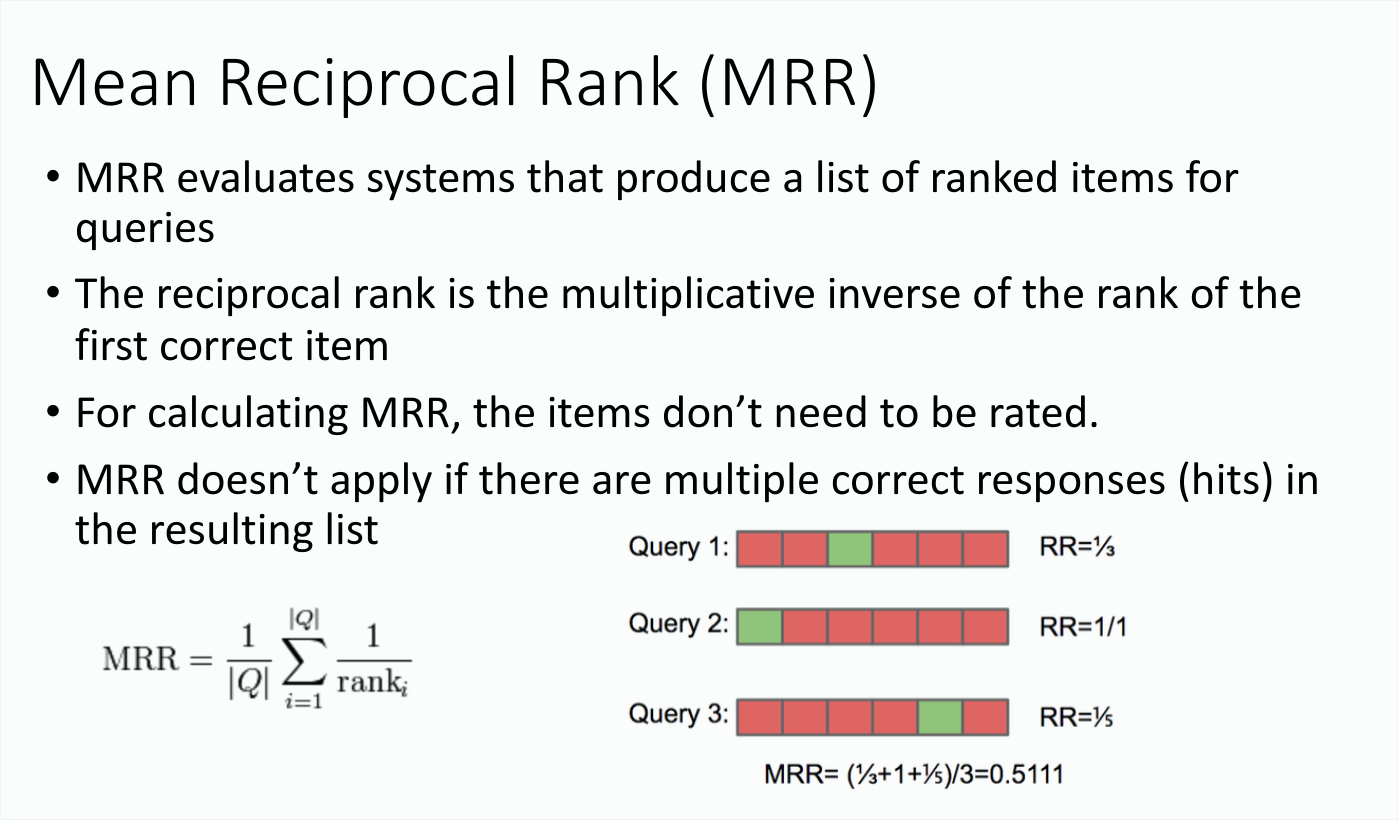 Mean Reciprocal Rank (MRR)
• MRR evaluates systems that produce a list of ranked items for
queries
• The reciprocal rank is the multiplicative inverse of the rank of the
first correct item
• For calculating MRR, the items don’t need to be rated.
• MRR doesn’t apply if there are multiple correct responses (hits) in
the resulting list
MRR = \frac{1}{|Q|} \sum_{i=1}^{|Q|} \frac{1}{\text{rank}_i}
Query 1: RR=⅓
Query 2: RR=1/1
Query 3: RR=⅕
MRR= (⅓+1+⅕)/3=0.5111